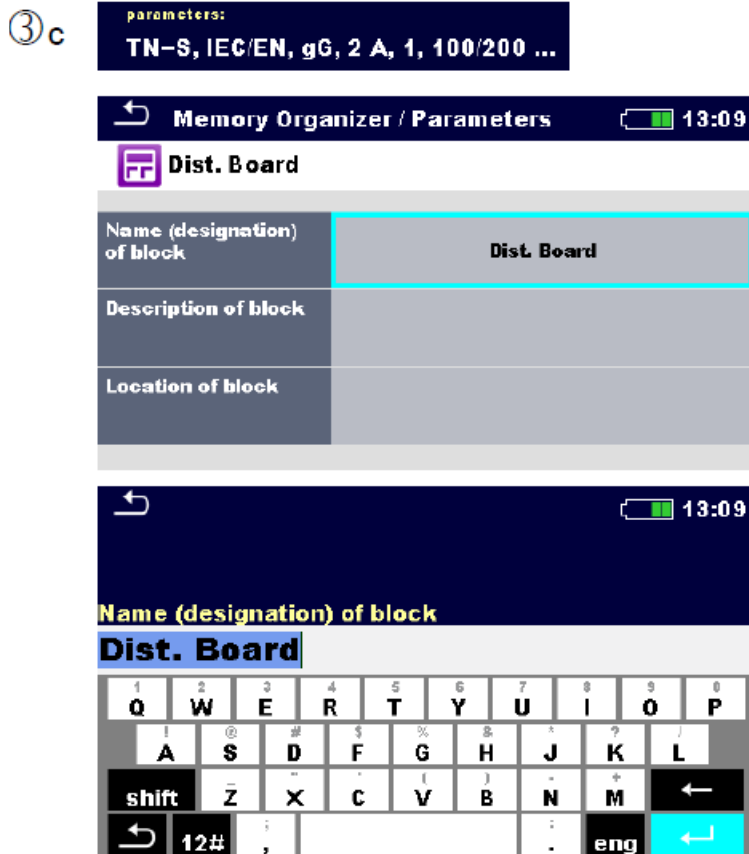 ③c
parameters:
TN-S, IEC/EN, gG, 2 A, 1, 100/200 ...
Memory Organizer / Parameters 13:09
Dist. Board
Name (designation)
of block
Dist. Board
Description of block
Location of block
13:09
Name (designation) of block
Dist. Board
1 2 3 4 5 6 7 8 9 0
Q W E R T Y U I O P
! @ # $ % & * ? /
A S D F G H J K L
_ " ' ( ) - +
shift Z X C V B N M ←
; :
12# , . eng